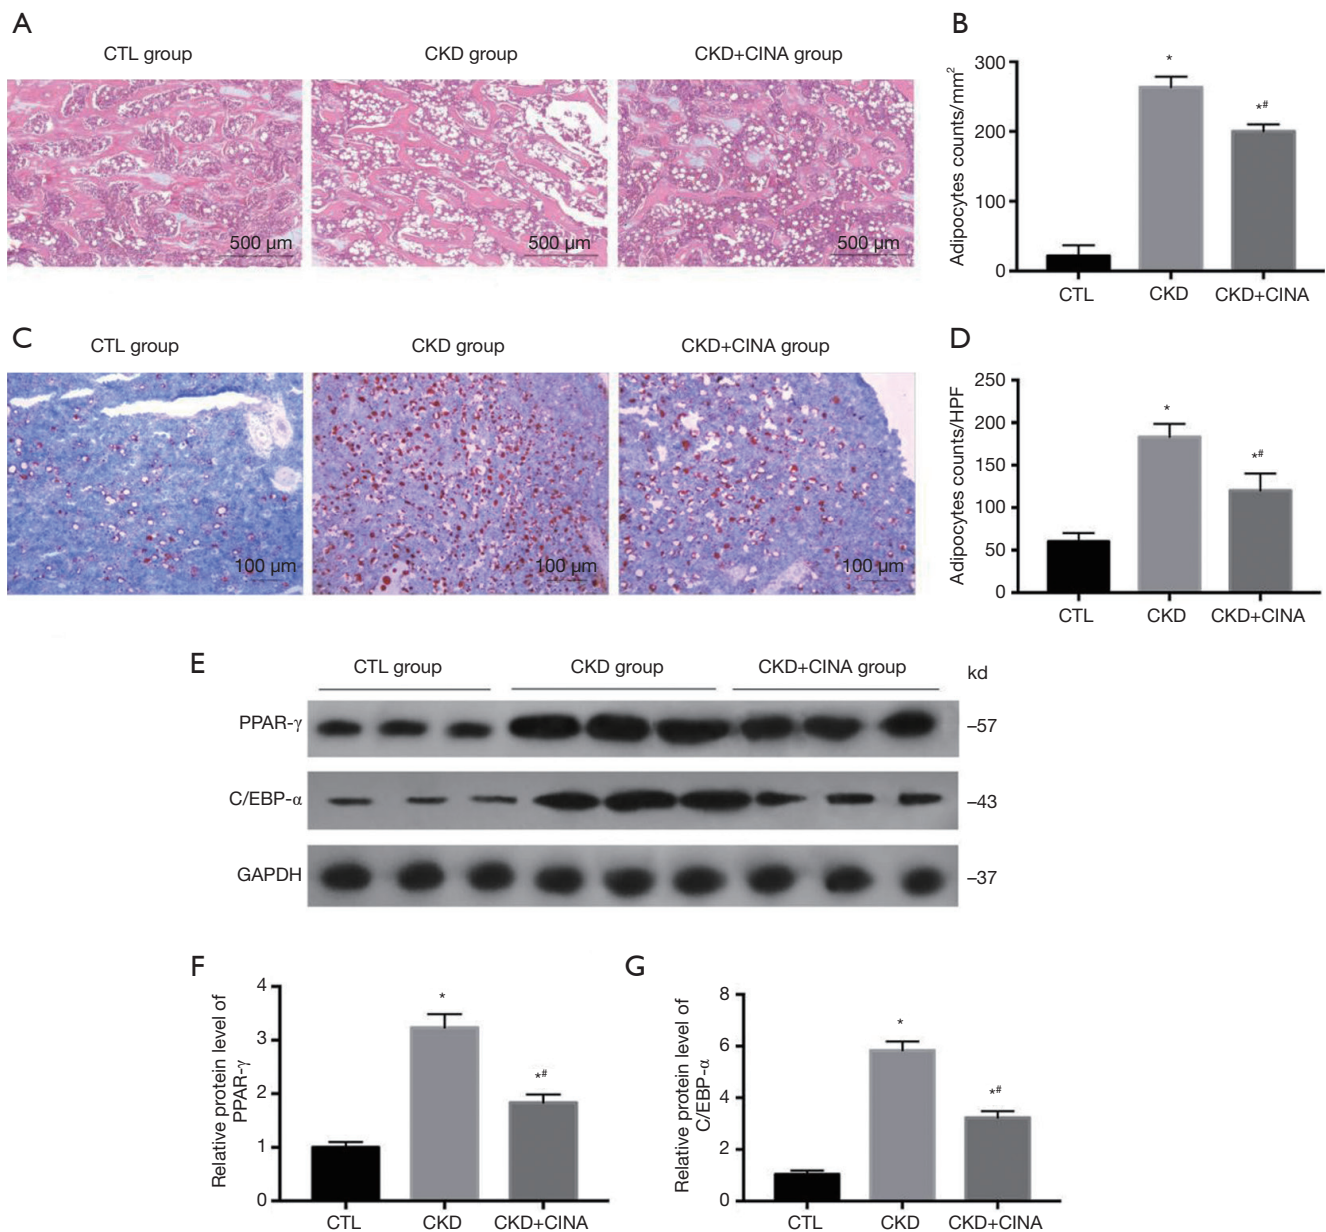 A
CTL group
CKD group
CKD+CINA group
500 µm
500 µm
500 µm
B
Adipocytes counts/mm²
300
200
100
0
*
*#
CTL
CKD
CKD+CINA
C
CTL group
CKD group
CKD+CINA group
100 µm
100 µm
100 µm
D
Adipocytes counts/HPF
250
200
150
100
50
0
*
*#
CTL
CKD
CKD+CINA
E
CTL group
CKD group
CKD+CINA group
kd
PPAR-γ
–57
C/EBP-α
–43
GAPDH
–37
F
Relative protein level of
PPAR-γ
4
3
2
1
0
*
*#
CTL
CKD
CKD+CINA
G
Relative protein level of
C/EBP-α
8
6
4
2
0
*
*#
CTL
CKD
CKD+CINA